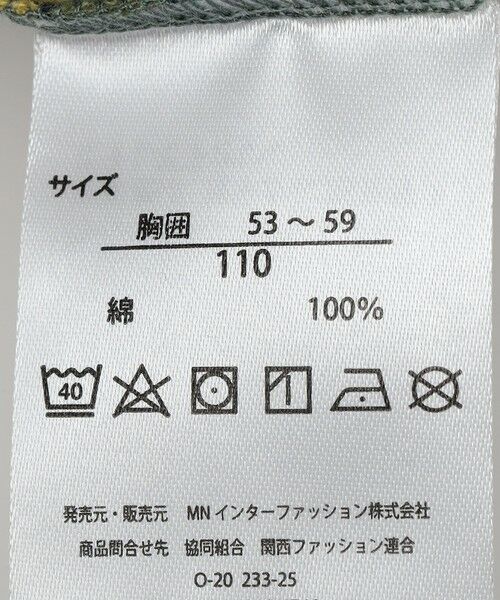 サイズ
胸囲 53～59
110
綿 100%
40
発売元・販売元 MNインターファッション株式会社
商品問合せ先 協同組合 関西ファッション連合
O-20 233-25